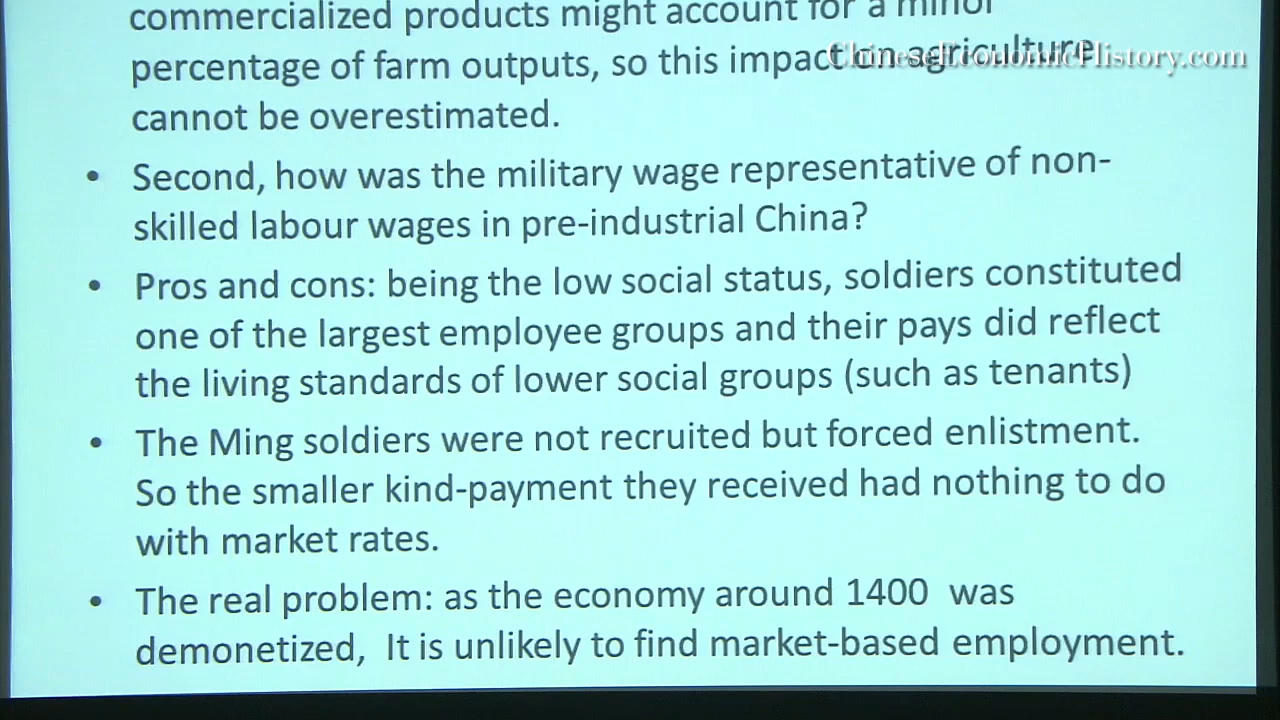 commercialized products might account for a minor
percentage of farm outputs, so this impact on agriculture
ChineseEconomicHistory.com
cannot be overestimated.
• Second, how was the military wage representative of non-
skilled labour wages in pre-industrial China?
• Pros and cons: being the low social status, soldiers constituted
one of the largest employee groups and their pays did reflect
the living standards of lower social groups (such as tenants)
• The Ming soldiers were not recruited but forced enlistment.
So the smaller kind-payment they received had nothing to do
with market rates.
• The real problem: as the economy around 1400 was
demonetized, It is unlikely to find market-based employment.